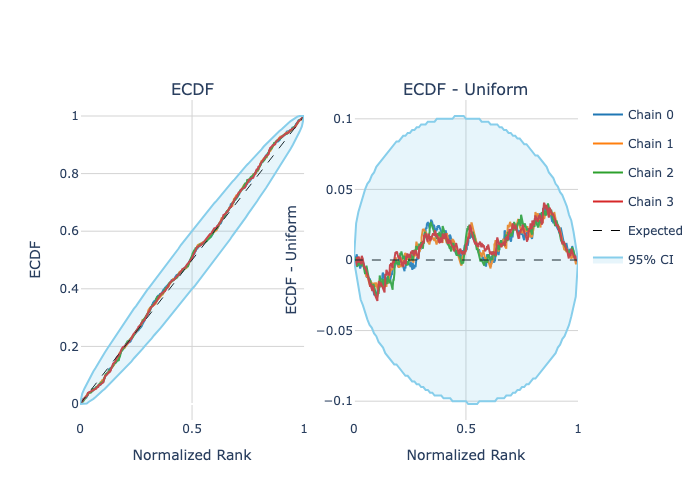 ECDF
ECDF - Uniform
1
0.8
0.6
0.4
0.2
0
0
0.5
1
ECDF
Normalized Rank
0.1
0.05
0
−0.05
−0.1
0
0.5
1
ECDF - Uniform
Normalized Rank
Chain 0
Chain 1
Chain 2
Chain 3
Expected
95% CI